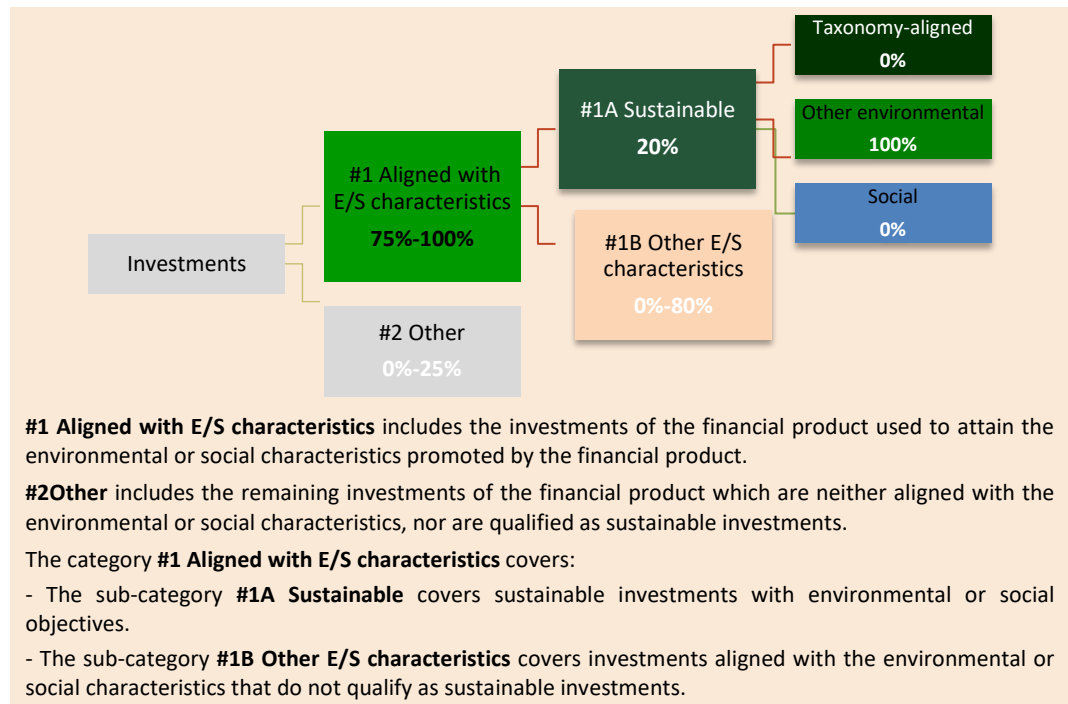 Taxonomy-aligned
0%
#1A Sustainable
20%
Other environmental
100%
#1 Aligned with
E/S characteristics
75%-100%
Social
0%
#1B Other E/S
characteristics
0%-80%
Investments
#2 Other
0%-25%
#1 Aligned with E/S characteristics includes the investments of the financial product used to attain the
environmental or social characteristics promoted by the financial product.
#2Other includes the remaining investments of the financial product which are neither aligned with the
environmental or social characteristics, nor are qualified as sustainable investments.
The category #1 Aligned with E/S characteristics covers:
- The sub-category #1A Sustainable covers sustainable investments with environmental or social
objectives.
- The sub-category #1B Other E/S characteristics covers investments aligned with the environmental or
social characteristics that do not qualify as sustainable investments.